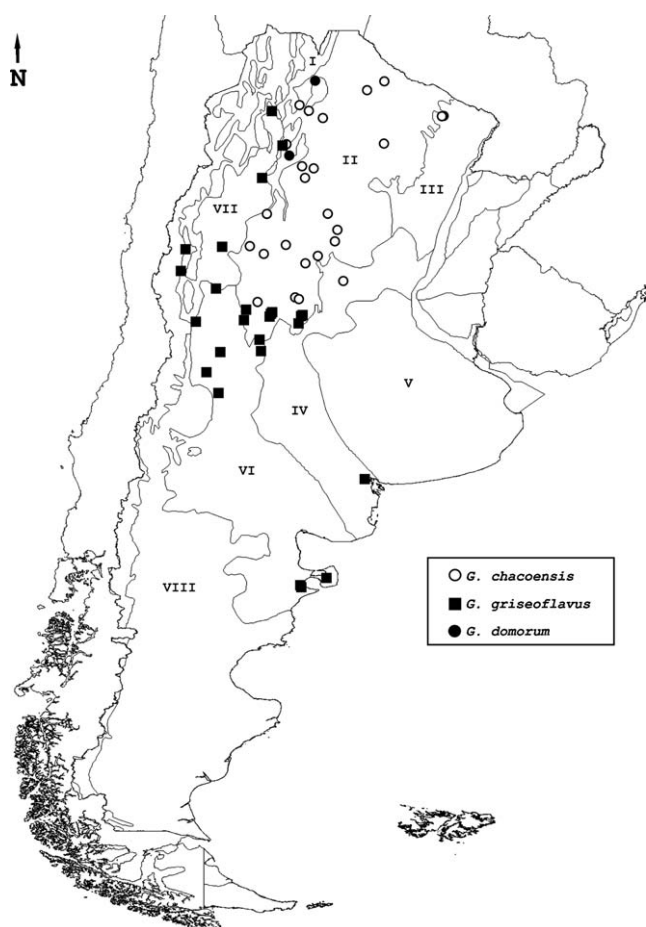 N
I
II
III
VII
IV
V
VI
VIII
G. chacoensis
G. griseoflavus
G. domorum